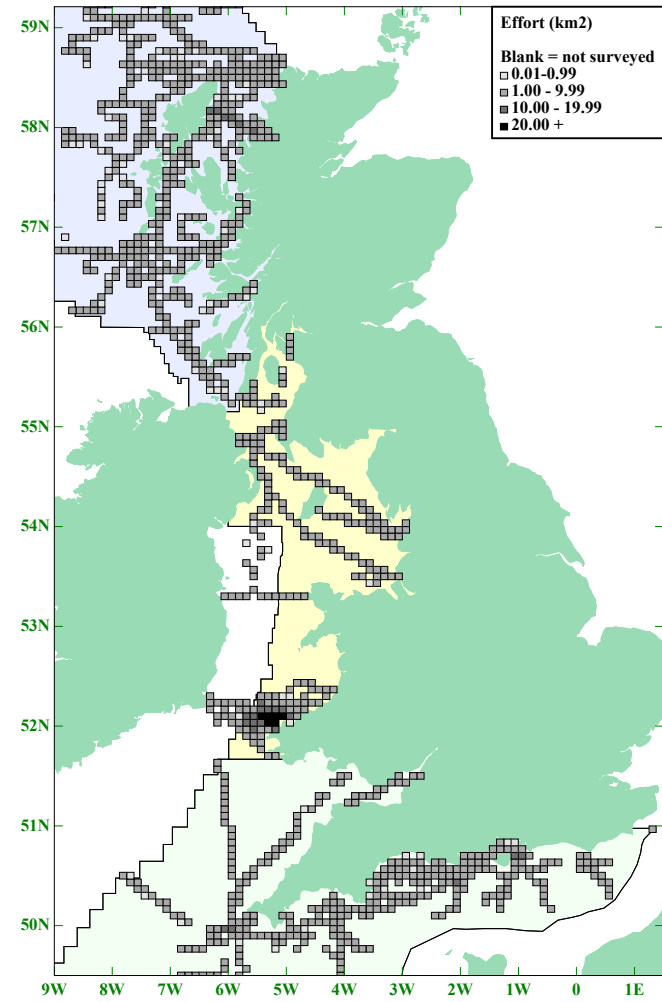 Effort (km2)
Blank = not surveyed
0.01-0.99
1.00 - 9.99
10.00 - 19.99
20.00 +
59N
58N
57N
56N
55N
54N
53N
52N
51N
50N
9W 8W 7W 6W 5W 4W 3W 2W 1W 0 1E